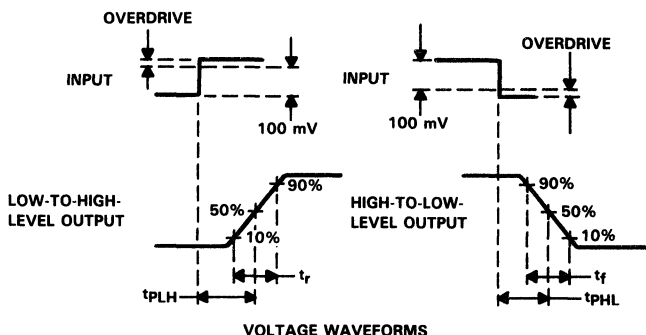 OVERDRIVE
INPUT
100 mV
LOW-TO-HIGH-
LEVEL OUTPUT
90%
50%
10%
tr
tPLH
OVERDRIVE
INPUT
100 mV
HIGH-TO-LOW-
LEVEL OUTPUT
90%
50%
10%
tf
tPHL
VOLTAGE WAVEFORMS